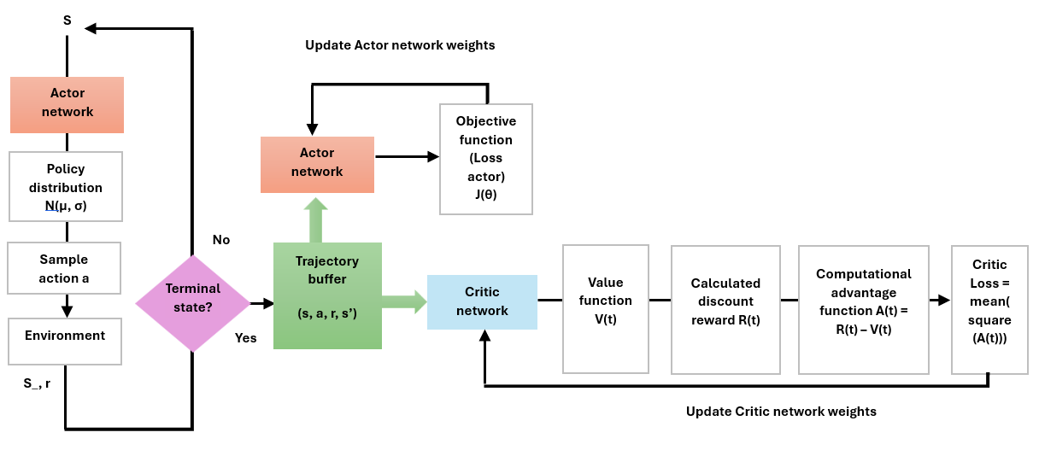 S
Actor
network
Policy
distribution
N(μ, σ)
Sample
action a
Environment
S_, r
Terminal
state?
No
Yes
Update Actor network weights
Actor
network
Objective
function
(Loss
actor)
J(θ)
Trajectory
buffer
(s, a, r, s’)
Critic
network
Value
function
V(t)
Calculated
discount
reward R(t)
Computational
advantage
function A(t) =
R(t) – V(t)
Critic
Loss =
mean(
square
(A(t)))
Update Critic network weights